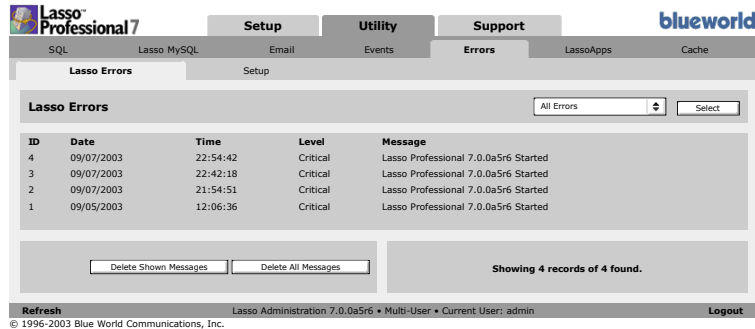 Lasso™
Professional 7
Setup Utility Support
blueworld
SQL Lasso MySQL Email Events Errors LassoApps Cache
Lasso Errors Setup
Lasso Errors
All Errors Select
ID Date Time Level Message
4 09/07/2003 22:54:42 Critical Lasso Professional 7.0.0a5r6 Started
3 09/07/2003 22:42:18 Critical Lasso Professional 7.0.0a5r6 Started
2 09/07/2003 21:54:51 Critical Lasso Professional 7.0.0a5r6 Started
1 09/05/2003 12:06:36 Critical Lasso Professional 7.0.0a5r6 Started
Delete Shown Messages Delete All Messages Showing 4 records of 4 found.
Refresh Lasso Administration 7.0.0a5r6 • Multi-User • Current User: admin Logout
© 1996-2003 Blue World Communications, Inc.